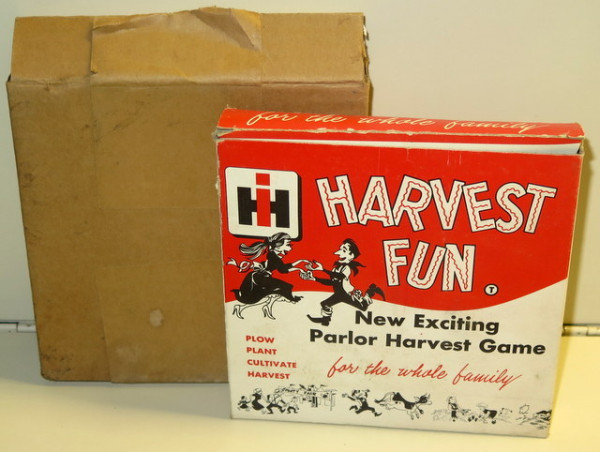 for the whole family
IH
HARVEST
FUN
T
New Exciting
Parlor Harvest Game
PLOW
PLANT
CULTIVATE
HARVEST
for the whole family